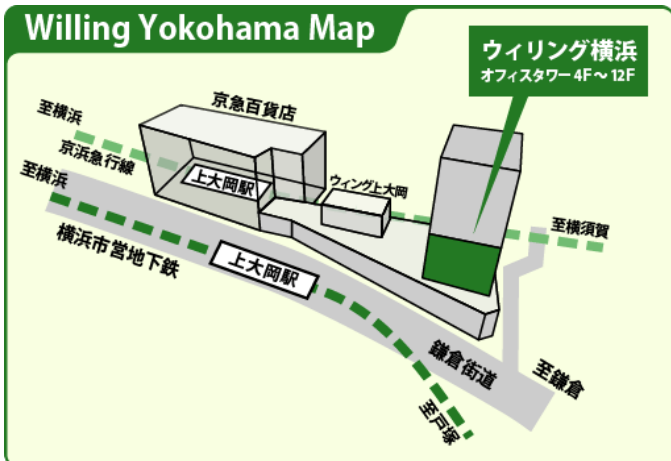 Willing Yokohama Map
ウィリング横浜
オフィスタワー 4F～12F
京急百貨店
至横浜
京浜急行線
上大岡駅
ウィング上大岡
至横須賀
至横浜
横浜市営地下鉄
上大岡駅
鎌倉街道
至鎌倉
至戸塚